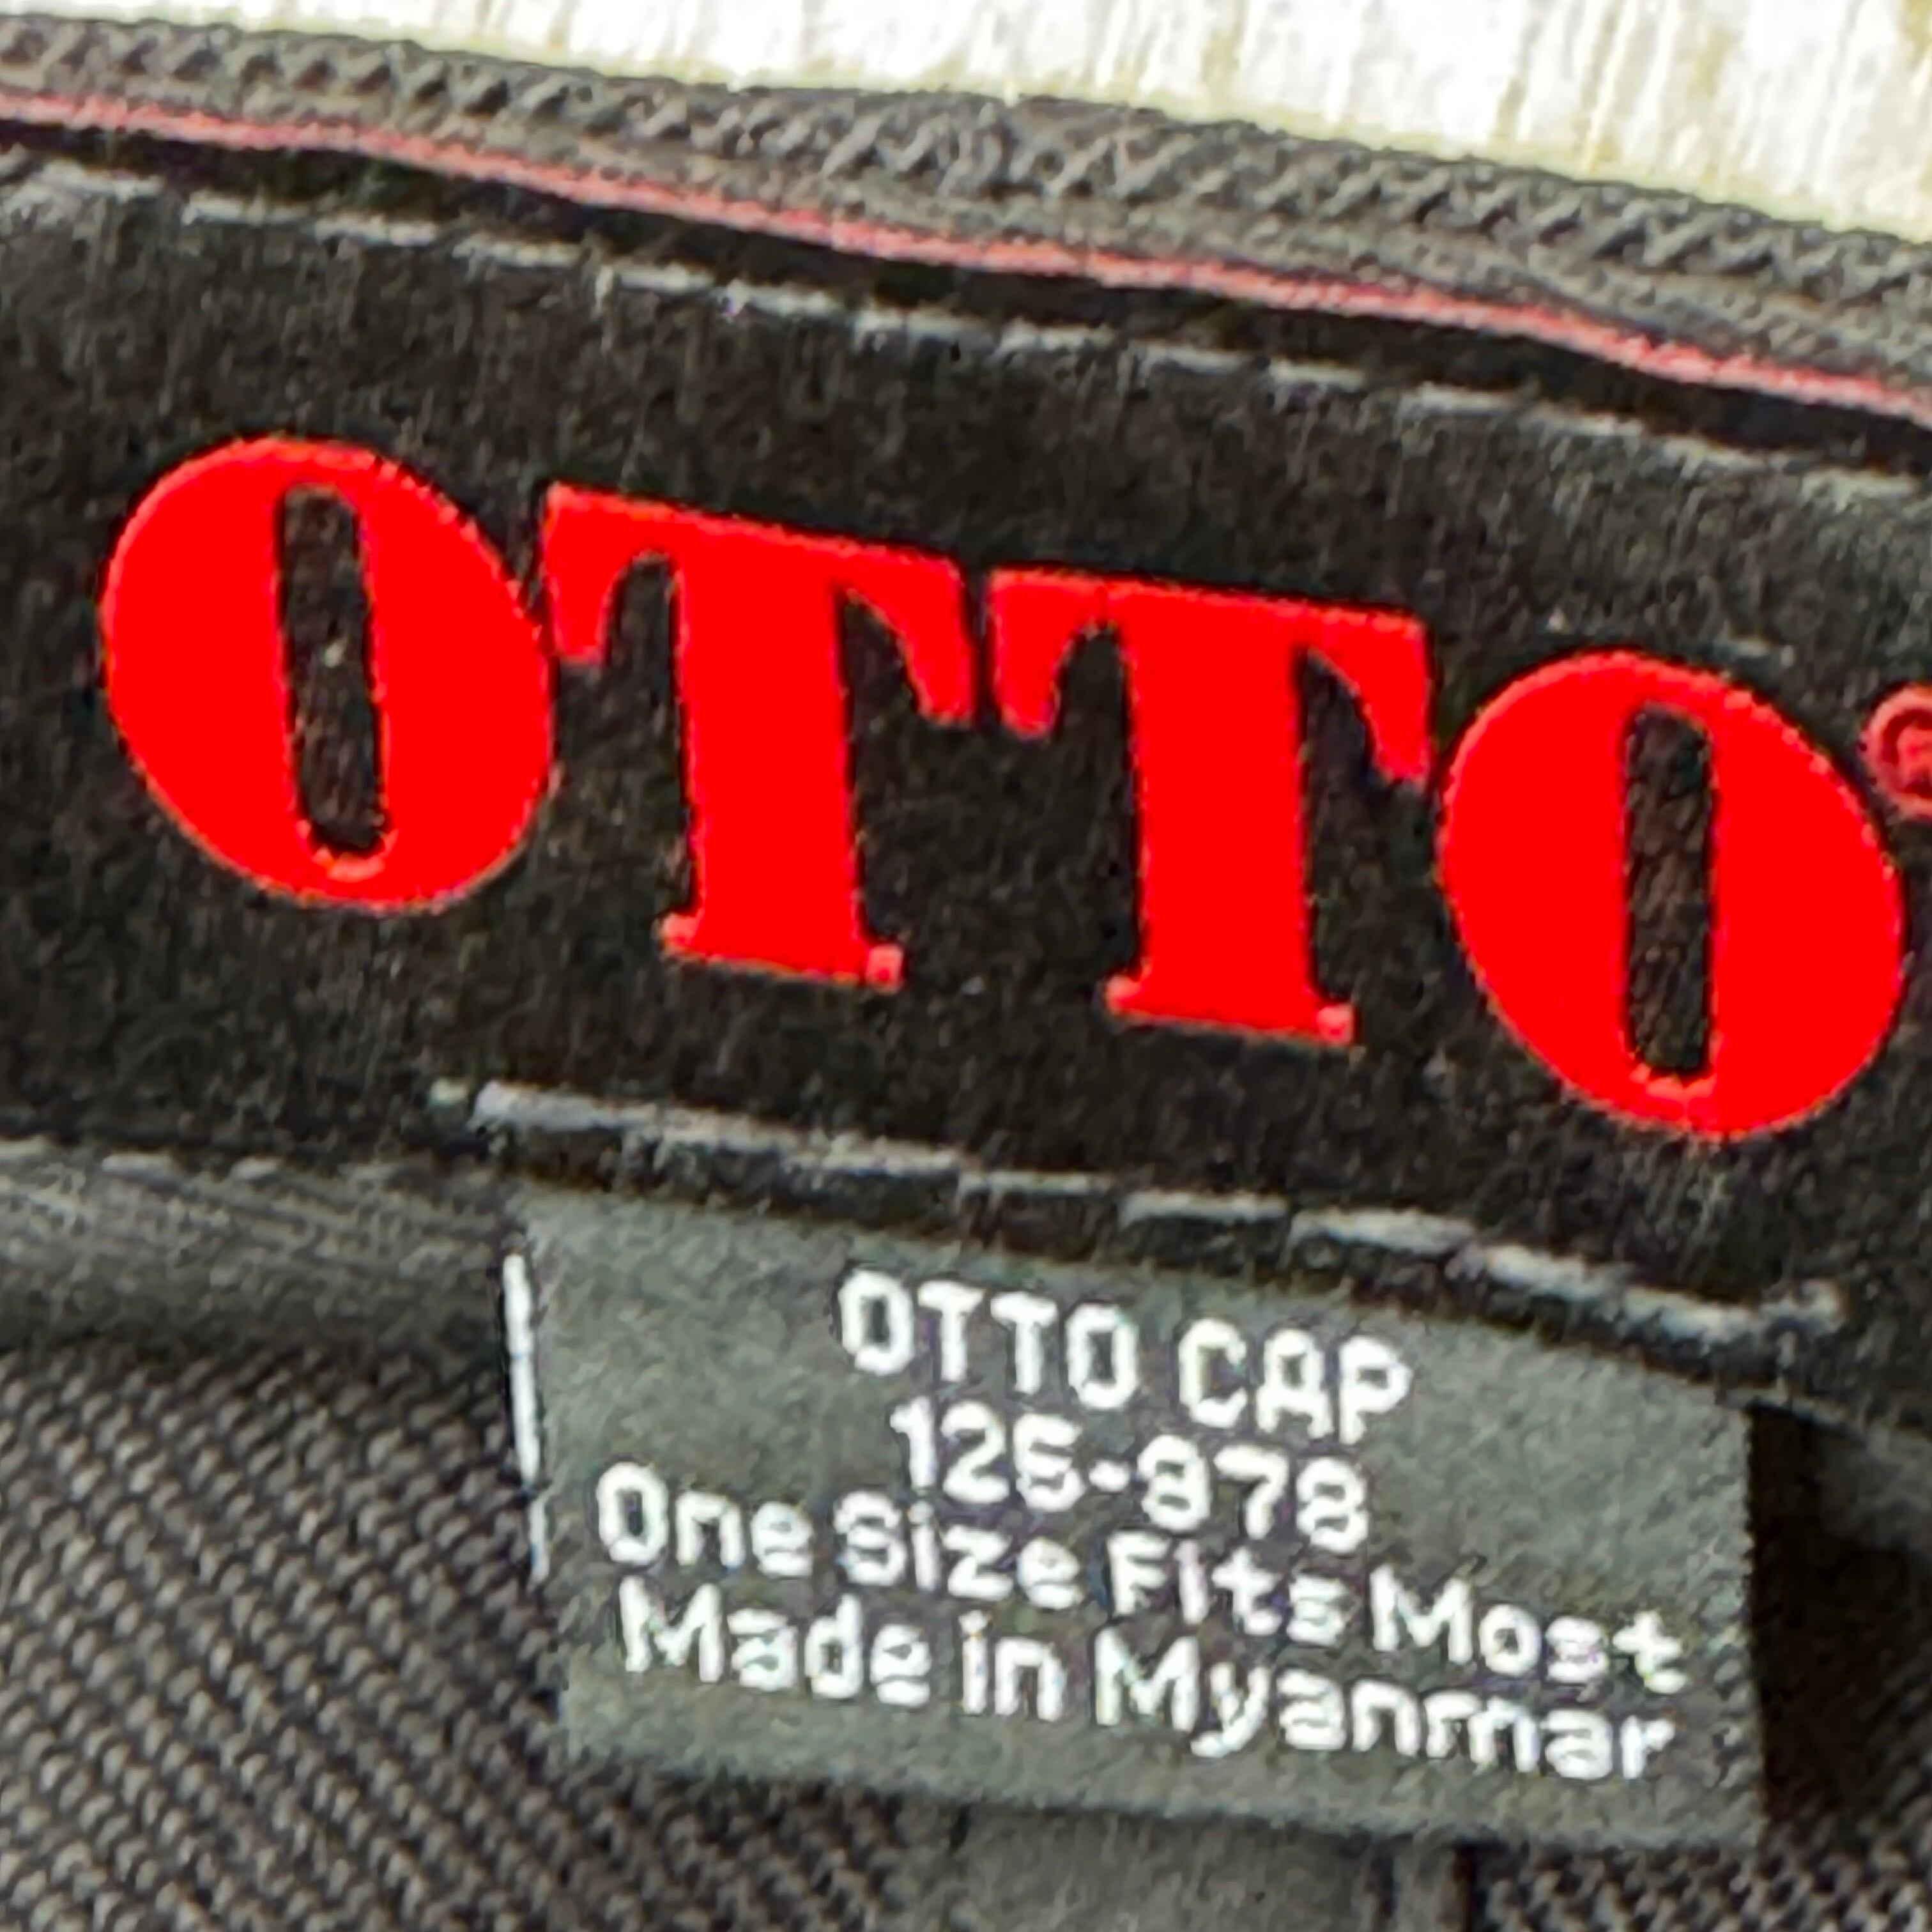 OTTO®
OTTO CAP
125-978
One Size Fits Most
Made in Myanmar